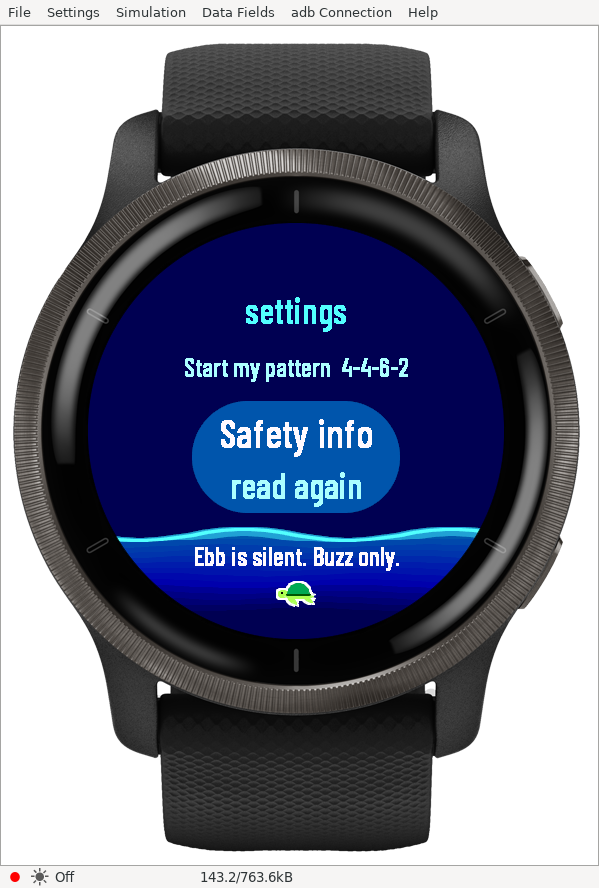 File Settings Simulation Data Fields adb Connection Help
settings
Start my pattern 4-4-6-2
Safety info
read again
Ebb is silent. Buzz only.
Off 143.2/763.6kB